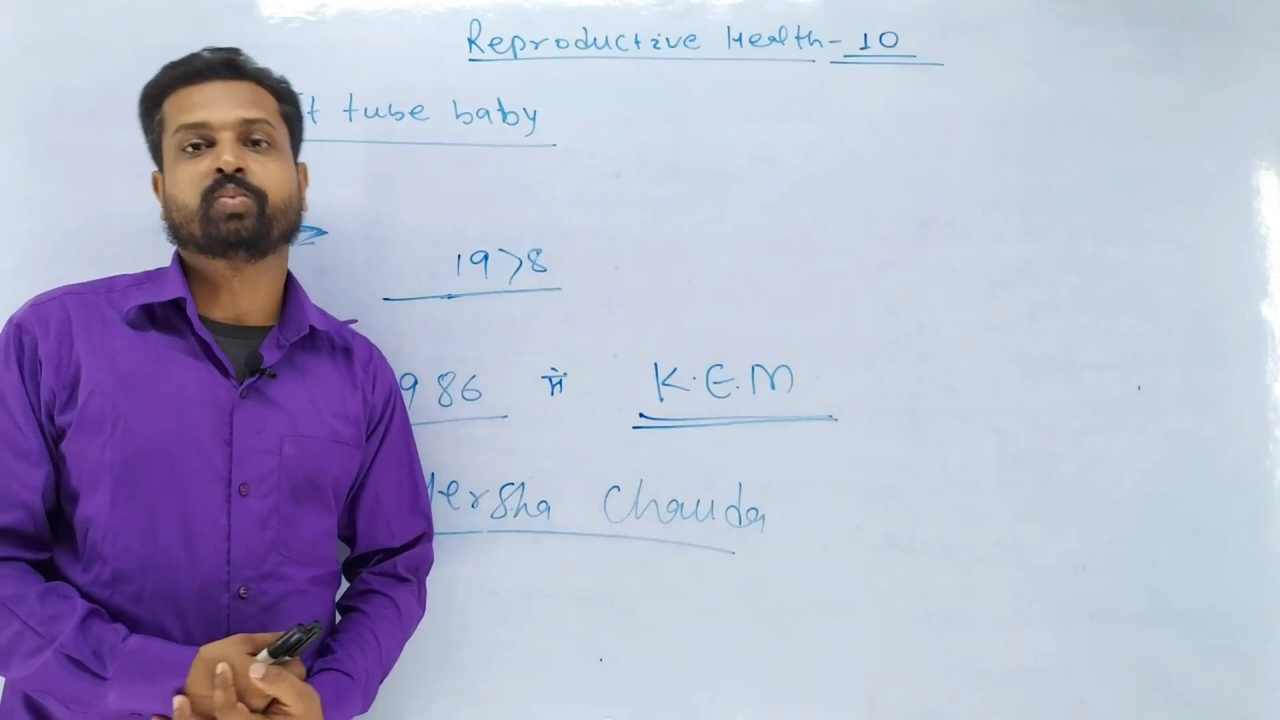 Reproductive Health - 10
t tube baby
1978
986 में K.E.M
ersha Chauda